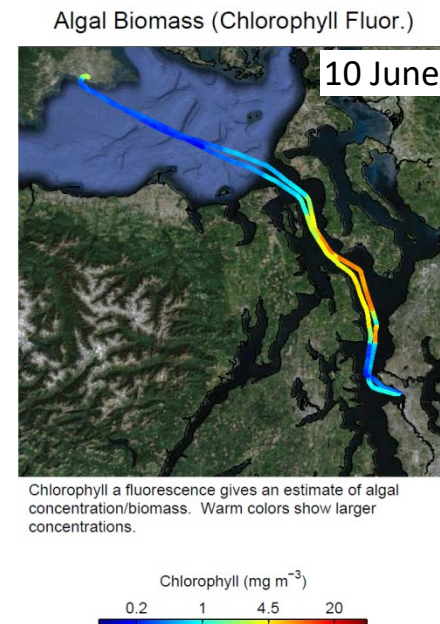 Algal Biomass (Chlorophyll Fluor.)
10 June
Chlorophyll a fluorescence gives an estimate of algal
concentration/biomass.  Warm colors show larger
concentrations.
Chlorophyll (mg m⁻³)
0.2 1 4.5 20